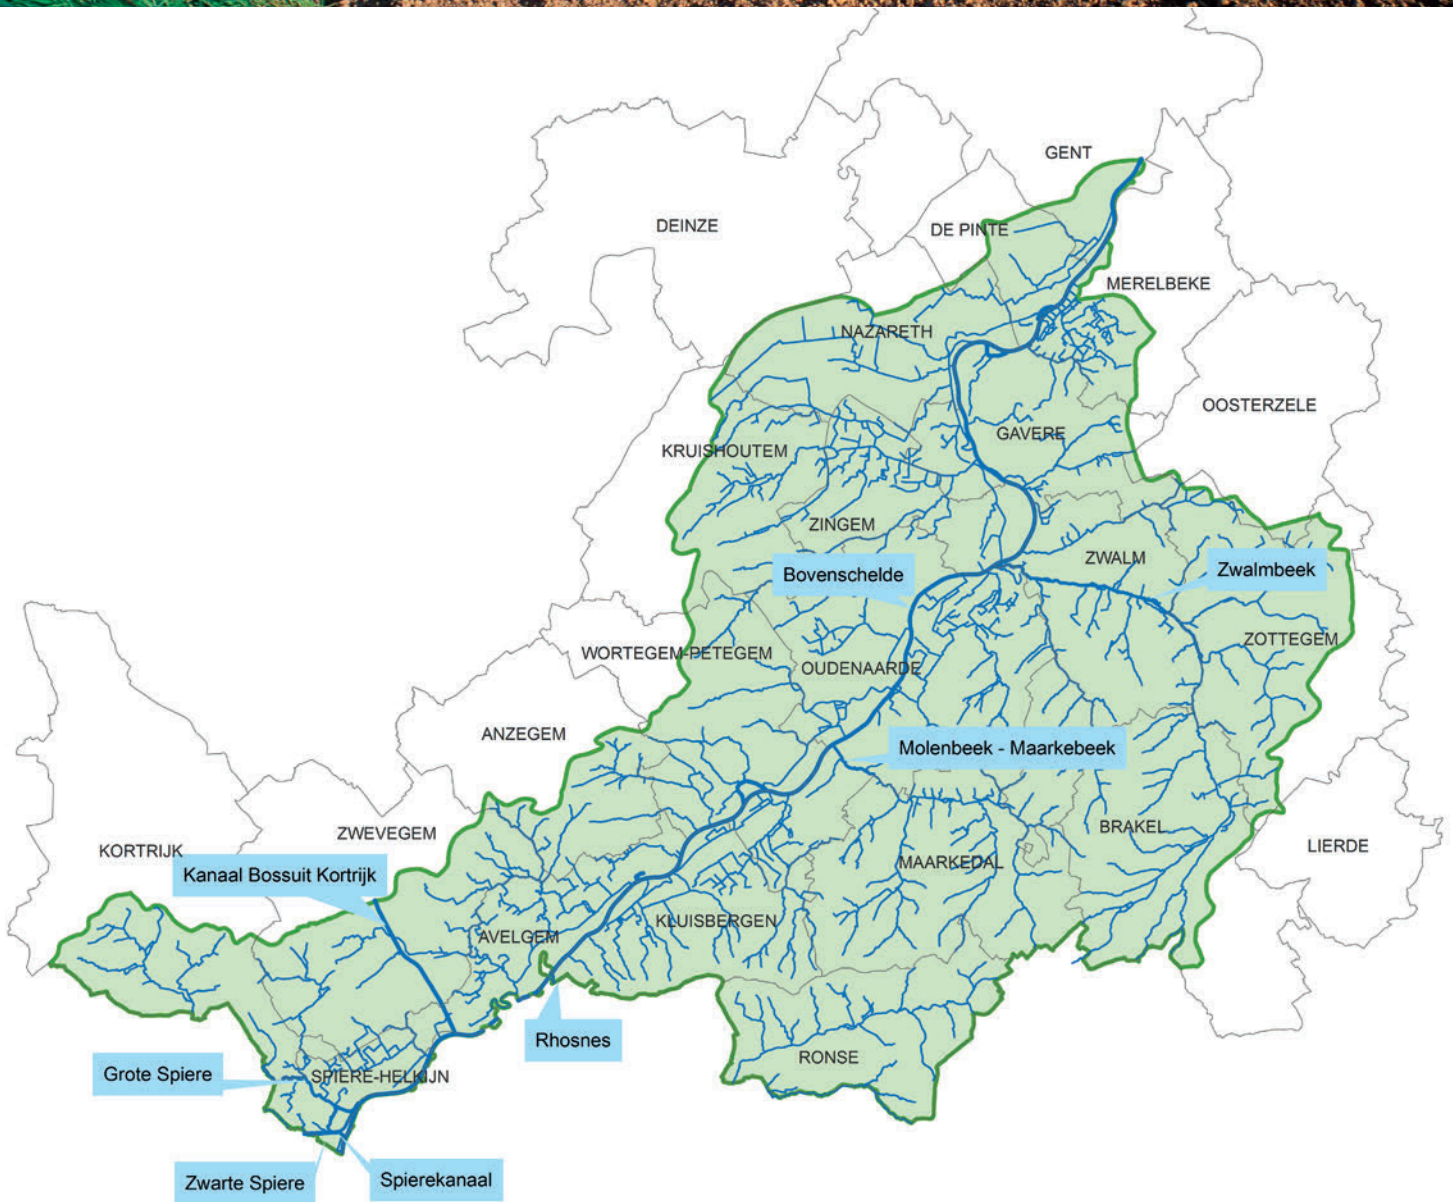 GENT
DEINZE
DE PINTE
MERELBEKE
NAZARETH
OOSTERZELE
GAVERE
KRUISHOUTEM
ZINGEM
ZWALM
Bovenschelde
Zwalmbeek
ZOTTEGEM
WORTEGEM-PETEGEM
OUDENAARDE
ANZEGEM
Molenbeek - Maarkebeek
ZWEVEGEM
BRAKEL
LIERDE
KORTRIJK
MAARKEDAL
Kanaal Bossuit Kortrijk
KLUISBERGEN
AVELGEM
Rhosnes
RONSE
Grote Spiere
SPIERE-HELKIJN
Zwarte Spiere
Spierekanaal